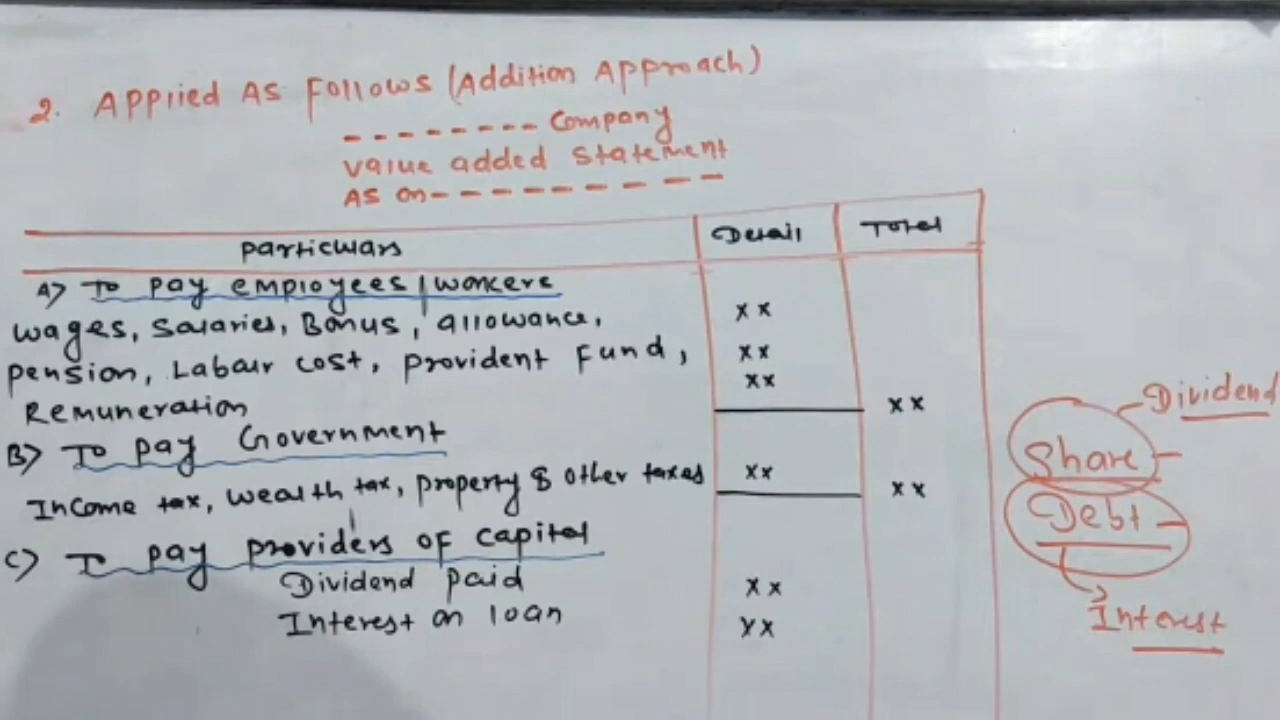 2. Applied As Follows (Addition Approach)
-------- Company
value added statement
As on----------
Particulars Detail Total
A) To pay employees/workers
wages, salaries, Bonus, allowance, xx
pension, Labour cost, provident Fund, xx
xx
Remuneration xx
B) To pay Government
Income tax, wealth tax, property & other taxes xx xx
C) To pay providers of capital
Dividend paid xx
Interest on loan xx
Dividend
Share
Debt
Interest